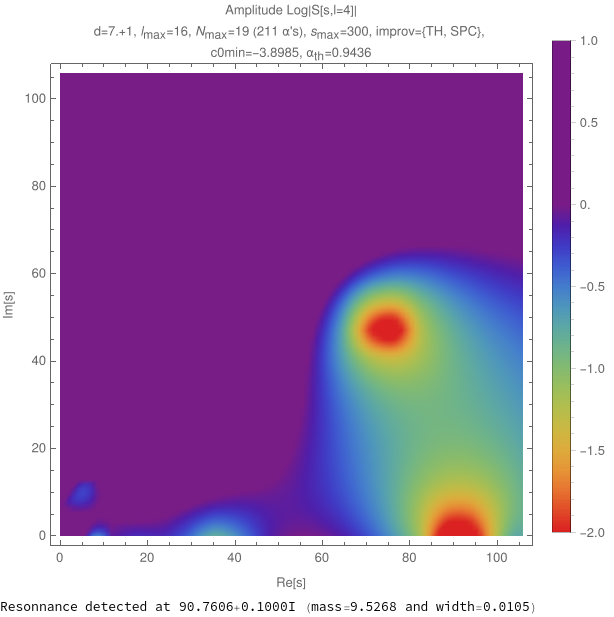 Amplitude Log|S[s,l=4]|
d=7.+1, lmax=16, Nmax=19 (211 α's), smax=300, improv={TH, SPC},
c0min=-3.8985, αth=0.9436
1.0
0.5
0.
-0.5
-1.0
-1.5
-2.0
Im[s]
100
80
60
40
20
0
0 20 40 60 80 100
Re[s]
Resonnance detected at 90.7606+0.1000I (mass=9.5268 and width=0.0105)